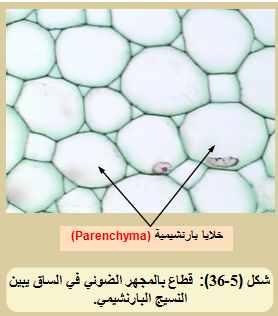 خلايا بارنشيمية (Parenchyma)
شكل (5-36): قطاع بالمجهر الضوئي في الساق يبين
النسيج البارنشيمي.